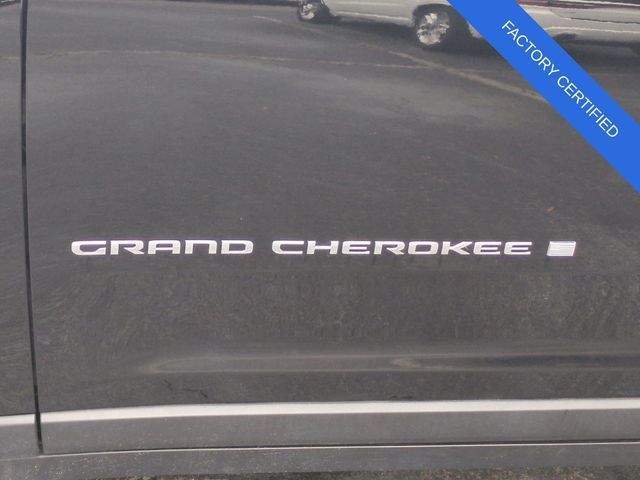 FACTORY CERTIFIED
GRAND CHEROKEE